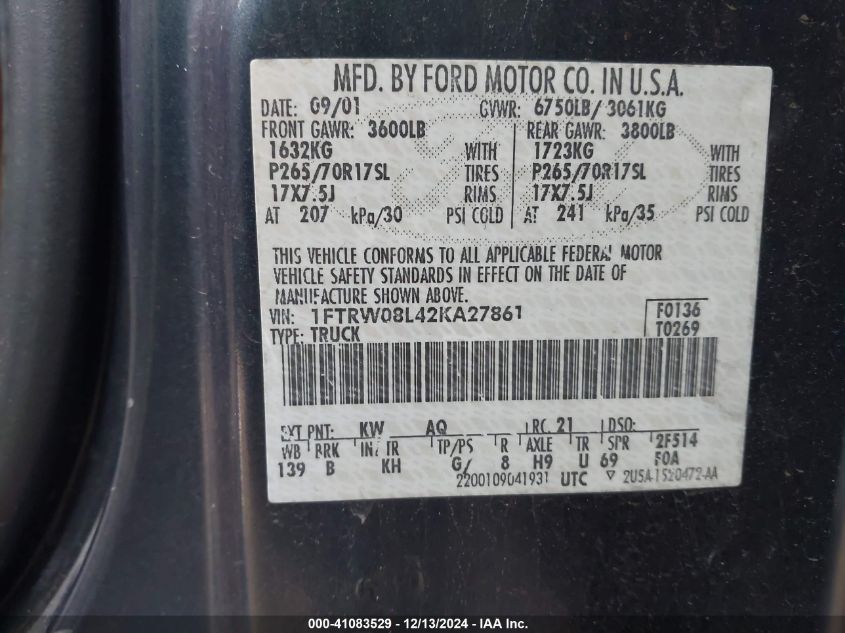 MFD. BY FORD MOTOR CO. IN U.S.A.
DATE: 09/01 GVWR: 6750LB/ 3061KG
FRONT GAWR: 3600LB REAR GAWR: 3800LB
1632KG WITH 1723KG WITH
P265/70R17SL TIRES P265/70R17SL TIRES
17X7.5J RIMS 17X7.5J RIMS
AT 207 kPa/30 PSI COLD AT 241 kPa/35 PSI COLD
THIS VEHICLE CONFORMS TO ALL APPLICABLE FEDERAL MOTOR
VEHICLE SAFETY STANDARDS IN EFFECT ON THE DATE OF
MANUFACTURE SHOWN ABOVE.
VIN: 1FTRW08L42KA27861 F0136
TYPE: TRUCK T0269
EXT PNT: KW AQ RC: 21 DSO:
WB BRK INT TR TP/PS R AXLE TR SPR 2F514
139 B KH G/ 8 H9 U 69 F0A
2200109041931 UTC ▽ 2U5A-1520472-AA
000-41083529 - 12/13/2024 - IAA Inc.